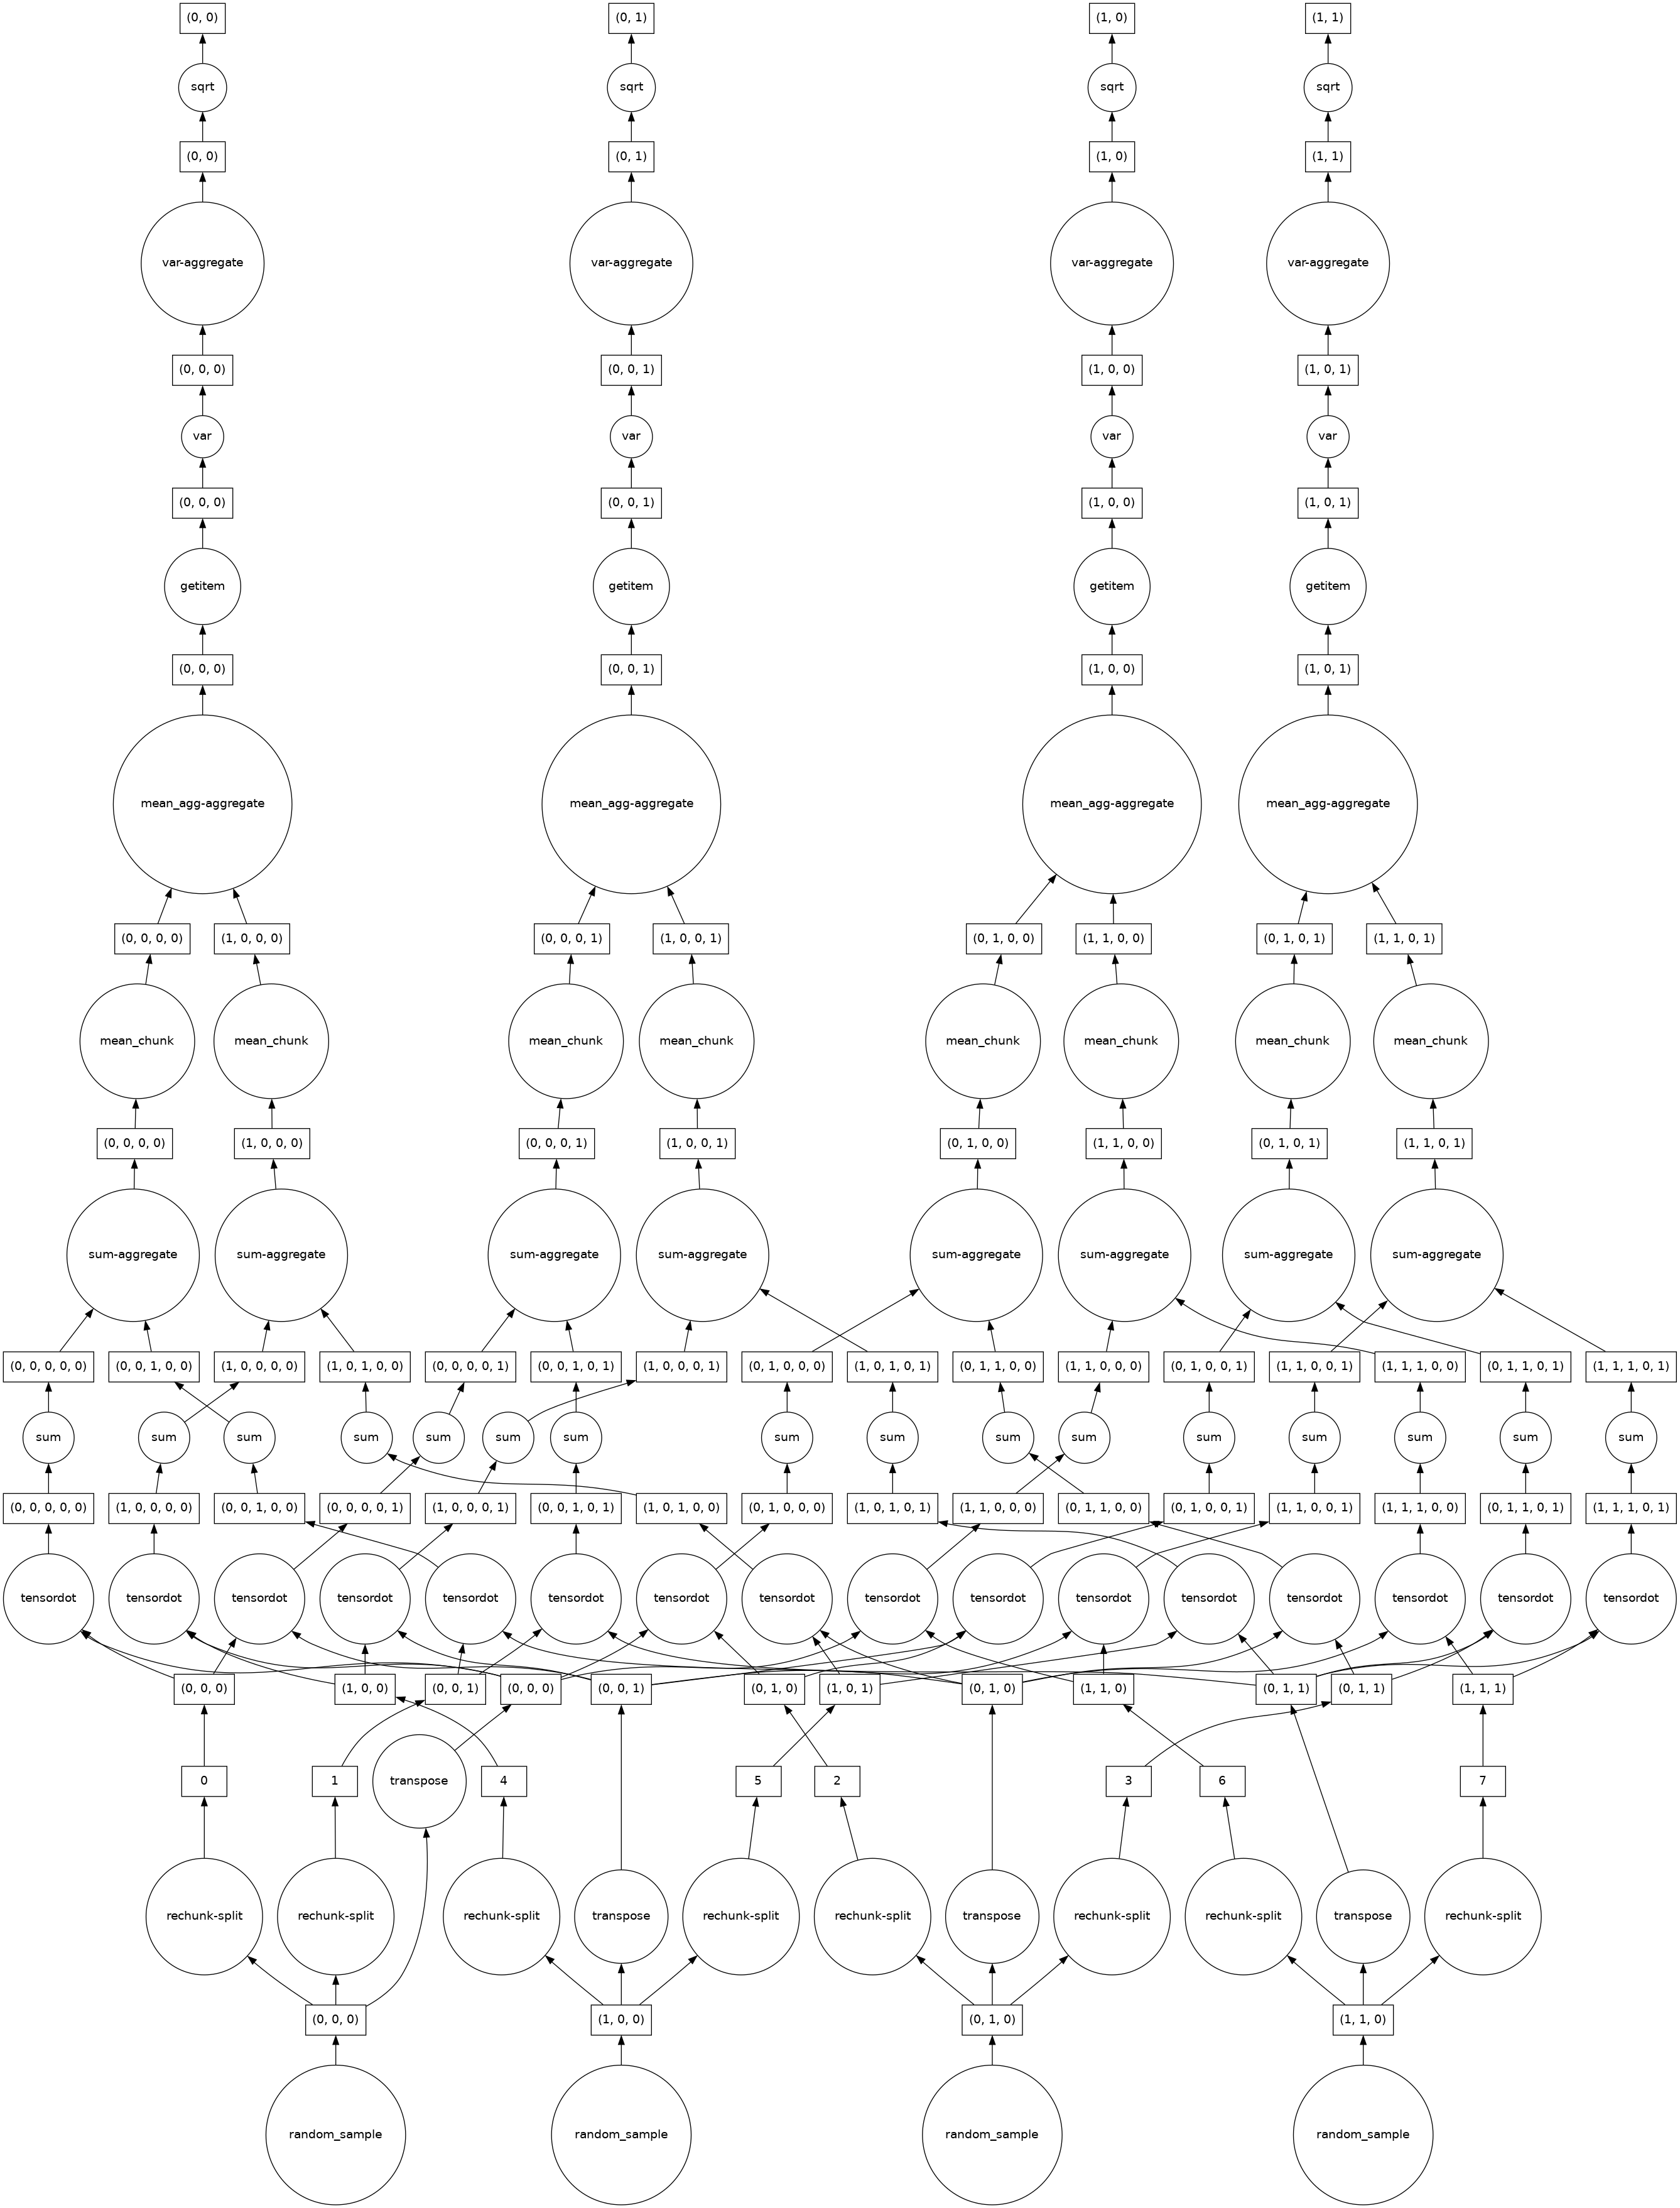 (0, 0) (0, 1) (1, 0) (1, 1)
sqrt sqrt sqrt sqrt
(0, 0) (0, 1) (1, 0) (1, 1)
var-aggregate var-aggregate var-aggregate var-aggregate
(0, 0, 0) (0, 0, 1) (1, 0, 0) (1, 0, 1)
var var var var
(0, 0, 0) (0, 0, 1) (1, 0, 0) (1, 0, 1)
getitem getitem getitem getitem
(0, 0, 0) (0, 0, 1) (1, 0, 0) (1, 0, 1)
mean_agg-aggregate mean_agg-aggregate mean_agg-aggregate mean_agg-aggregate
(0, 0, 0, 0) (1, 0, 0, 0) (0, 0, 0, 1) (1, 0, 0, 1) (0, 1, 0, 0) (1, 1, 0, 0) (0, 1, 0, 1) (1, 1, 0, 1)
mean_chunk mean_chunk mean_chunk mean_chunk mean_chunk mean_chunk mean_chunk mean_chunk
(0, 0, 0, 0) (1, 0, 0, 0) (0, 0, 0, 1) (1, 0, 0, 1) (0, 1, 0, 0) (1, 1, 0, 0) (0, 1, 0, 1) (1, 1, 0, 1)
sum-aggregate sum-aggregate sum-aggregate sum-aggregate sum-aggregate sum-aggregate sum-aggregate sum-aggregate
(0, 0, 0, 0, 0) (0, 0, 1, 0, 0) (1, 0, 0, 0, 0) (1, 0, 1, 0, 0) (0, 0, 0, 0, 1) (0, 0, 1, 0, 1) (1, 0, 0, 0, 1) (0, 1, 0, 0, 0) (1, 0, 1, 0, 1) (0, 1, 1, 0, 0) (1, 1, 0, 0, 0) (0, 1, 0, 0, 1) (1, 1, 0, 0, 1) (1, 1, 1, 0, 0) (0, 1, 1, 0, 1) (1, 1, 1, 0, 1)
sum sum sum sum sum sum sum sum sum sum sum sum sum sum sum sum
(0, 0, 0, 0, 0) (1, 0, 0, 0, 0) (0, 0, 1, 0, 0) (0, 0, 0, 0, 1) (1, 0, 0, 0, 1) (0, 0, 1, 0, 1) (1, 0, 1, 0, 0) (0, 1, 0, 0, 0) (1, 0, 1, 0, 1) (1, 1, 0, 0, 0) (0, 1, 1, 0, 0) (0, 1, 0, 0, 1) (1, 1, 0, 0, 1) (1, 1, 1, 0, 0) (0, 1, 1, 0, 1) (1, 1, 1, 0, 1)
tensordot tensordot tensordot tensordot tensordot tensordot tensordot tensordot tensordot tensordot tensordot tensordot tensordot tensordot tensordot tensordot
(0, 0, 0) (1, 0, 0) (0, 0, 1) (0, 0, 0) (0, 0, 1) (0, 1, 0) (1, 0, 1) (0, 1, 0) (1, 1, 0) (0, 1, 1) (0, 1, 1) (1, 1, 1)
0 1 transpose 4 5 2 3 6 7
rechunk-split rechunk-split rechunk-split transpose rechunk-split rechunk-split transpose rechunk-split rechunk-split transpose rechunk-split
(0, 0, 0) (1, 0, 0) (0, 1, 0) (1, 1, 0)
random_sample random_sample random_sample random_sample